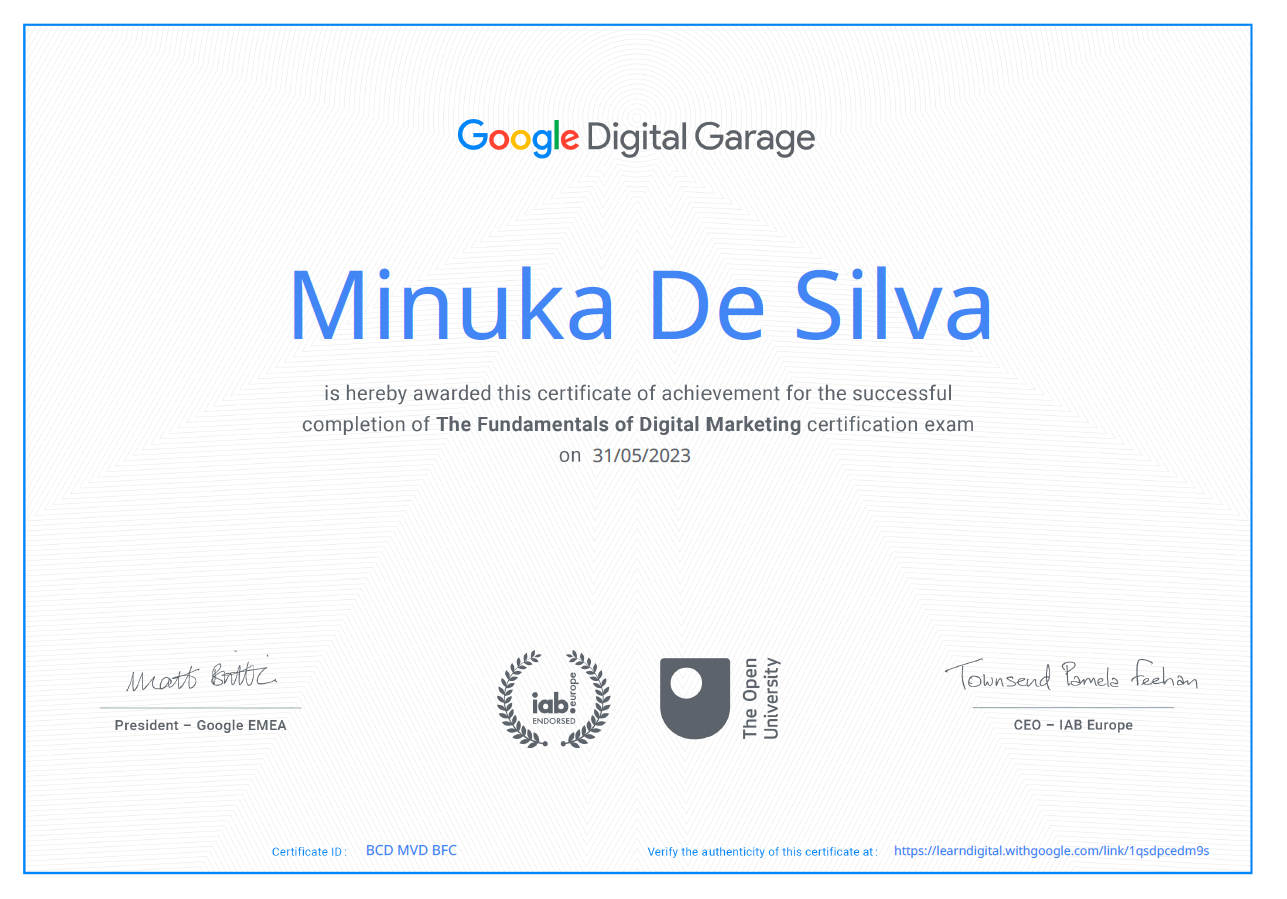 Google Digital Garage
Minuka De Silva
is hereby awarded this certificate of achievement for the successful
completion of The Fundamentals of Digital Marketing certification exam
on 31/05/2023
Matt Brittin
President – Google EMEA
iab.europe
ENDORSED
The Open
University
Townsend Pamela Feehan
CEO – IAB Europe
Certificate ID: BCD MVD BFC
Verify the authenticity of this certificate at: https://learndigital.withgoogle.com/link/1qsdpcedm9s